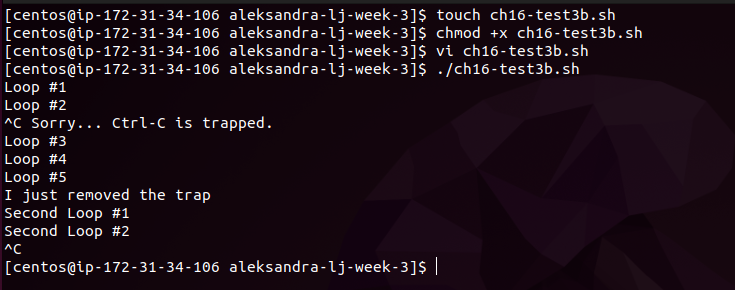 [centos@ip-172-31-34-106 aleksandra-lj-week-3]$ touch ch16-test3b.sh
[centos@ip-172-31-34-106 aleksandra-lj-week-3]$ chmod +x ch16-test3b.sh
[centos@ip-172-31-34-106 aleksandra-lj-week-3]$ vi ch16-test3b.sh
[centos@ip-172-31-34-106 aleksandra-lj-week-3]$ ./ch16-test3b.sh
Loop #1
Loop #2
^C Sorry... Ctrl-C is trapped.
Loop #3
Loop #4
Loop #5
I just removed the trap
Second Loop #1
Second Loop #2
^C
[centos@ip-172-31-34-106 aleksandra-lj-week-3]$